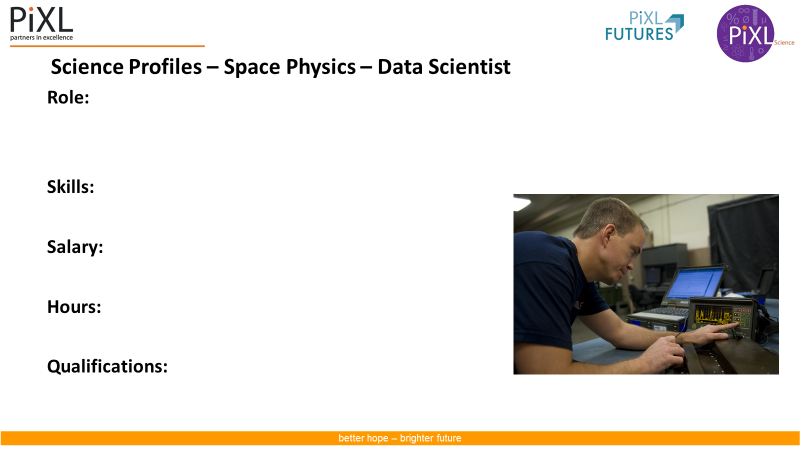 PiXL
partners in excellence
PiXL
FUTURES
PiXL
Science
Science Profiles – Space Physics – Data Scientist
Role:
Skills:
Salary:
Hours:
Qualifications:
better hope – brighter future